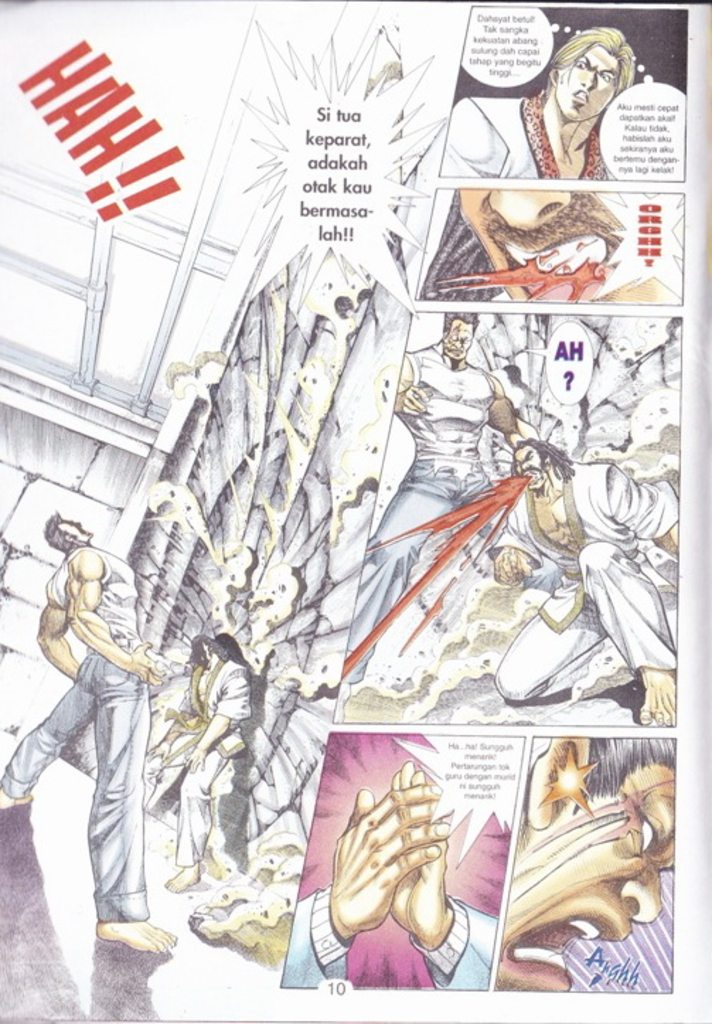 HAH!!
Si tua
keparat,
adakah
otak kau
bermasa-
lah!!
Dahsyat betul!
Tak sangka
kekuatan abang
sulung dah capai
tahap yang begitu
tinggi....
Aku mesti cepat
dapatkan akal!
Kalau tidak,
habislah aku
sekiranya aku
bertemu dengan-
nya lagi kelak!
ORGHH!
AH
?
Ha...ha! Sungguh
menarik!
Pertarungan tok
guru dengan murid
ni sungguh
menarik!
Arghh
10